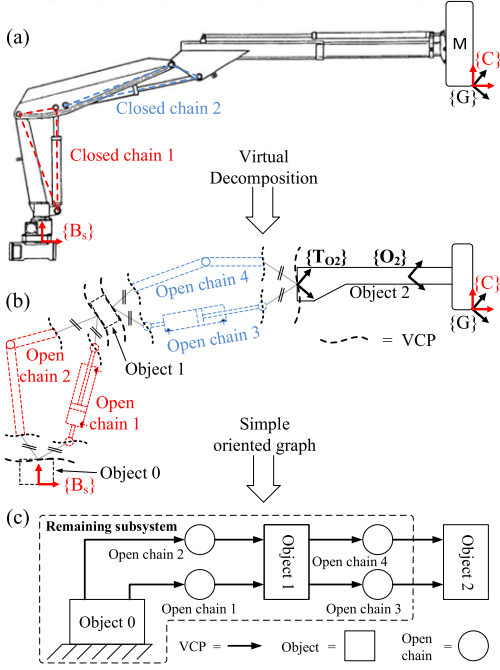 (a)
M
{C}
{G}
Closed chain 2
Closed chain 1
{Bs}
Virtual
Decomposition
{TO2}
{O2}
{C}
Open chain 4
(b)
Object 2
{G}
Open chain 3
Open
chain 2
Object 1
= VCP
Open
chain 1
Simple
oriented graph
Object 0
{Bs}
(c)
Remaining subsystem
Open chain 2
Object 1
Open chain 4
Object 2
Object 0
Open chain 1
Open chain 3
VCP =
Object =
Open
chain =